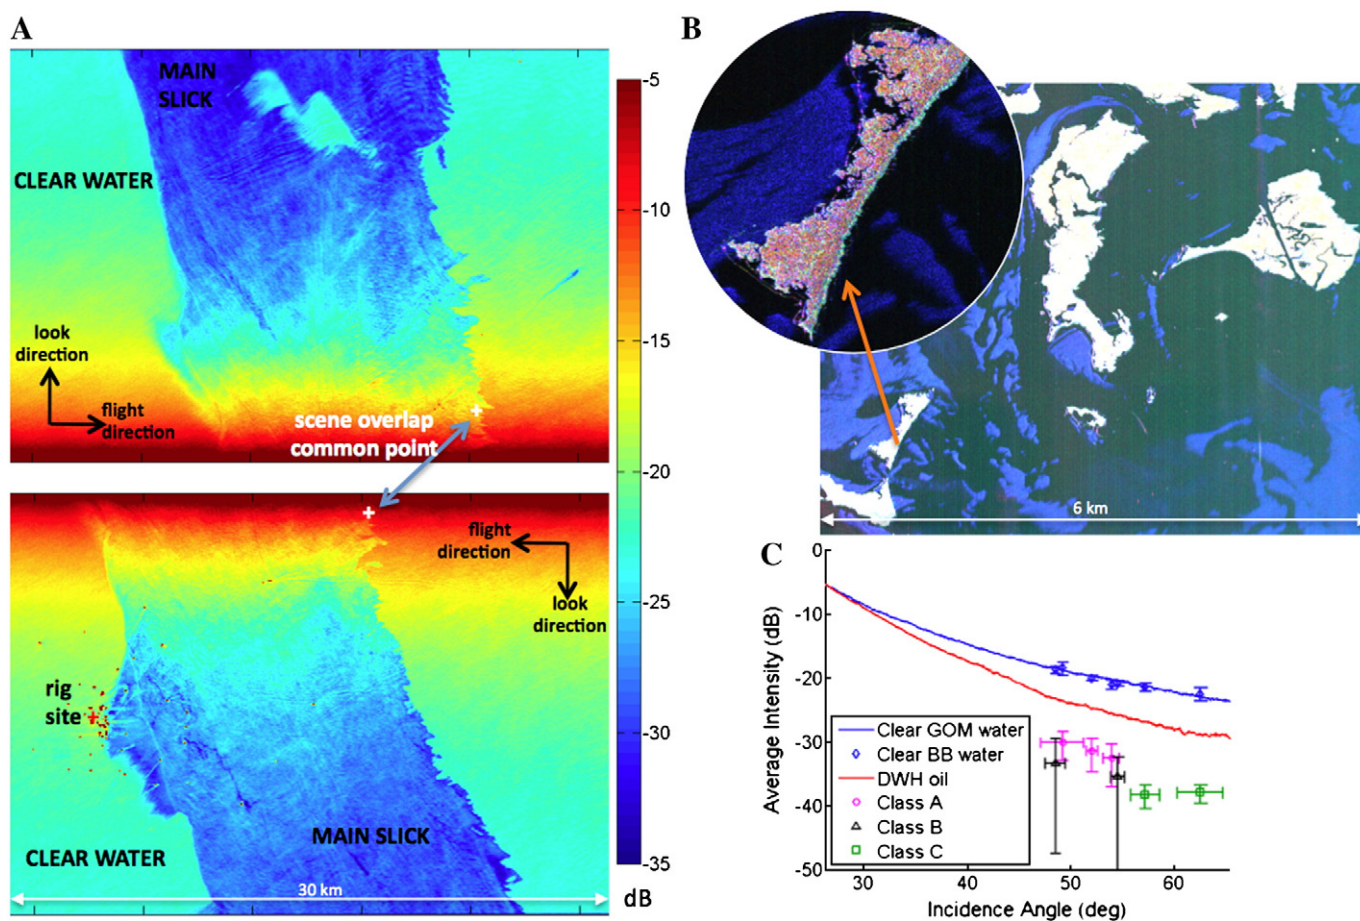 A
MAIN
SLICK
CLEAR WATER
look
direction
flight
direction
scene overlap
common point
flight
direction
look
direction
rig
site
MAIN SLICK
CLEAR WATER
30 km
-5
-10
-15
-20
-25
-30
-35
dB
B
6 km
C
0
-10
-20
-30
-40
-50
Average Intensity (dB)
Clear GOM water
Clear BB water
DWH oil
Class A
Class B
Class C
30
40
50
60
Incidence Angle (deg)